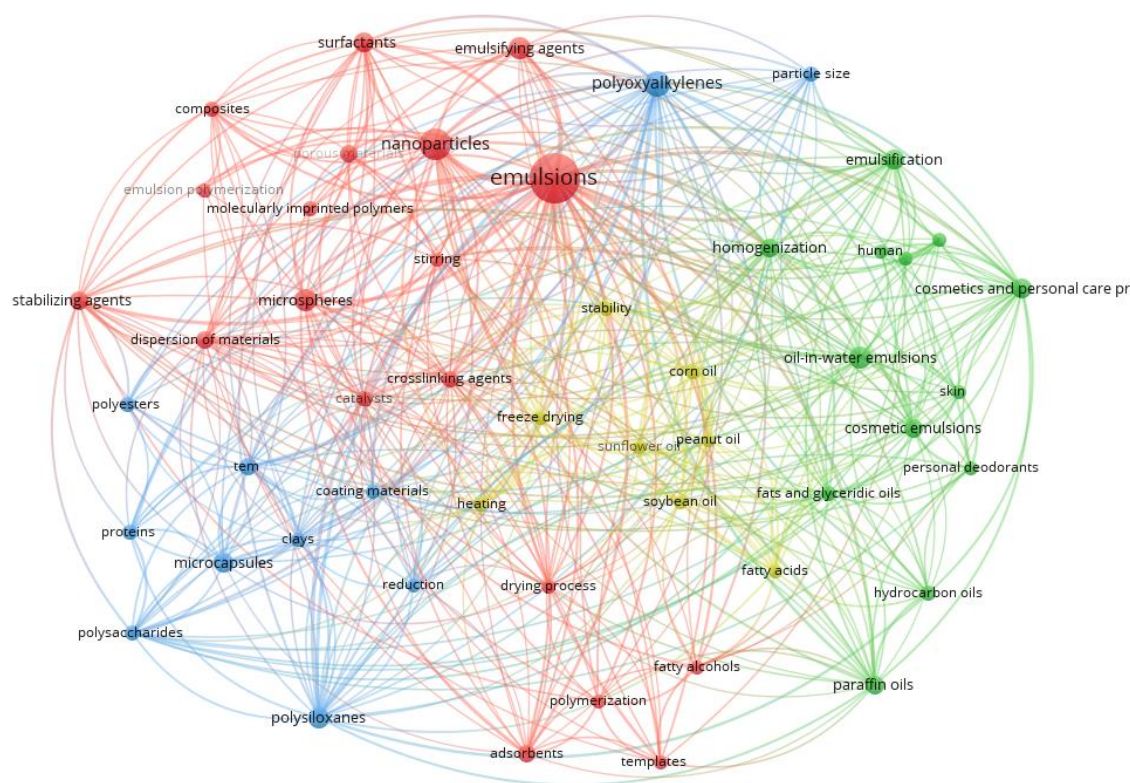 surfactants
emulsifying agents
polyoxyalkylenes
particle size
composites
nanoparticles
porous materials
emulsification
emulsions
emulsion polymerization
molecularly imprinted polymers
homogenization
human
stirring
cosmetics and personal care pr
stabilizing agents
microspheres
stability
dispersion of materials
oil-in-water emulsions
corn oil
crosslinking agents
skin
catalysts
polyesters
freeze drying
cosmetic emulsions
peanut oil
sunflower oil
tem
personal deodorants
coating materials
fats and glyceridic oils
heating
soybean oil
proteins
clays
microcapsules
fatty acids
reduction
drying process
hydrocarbon oils
polysaccharides
fatty alcohols
paraffin oils
polymerization
polysiloxanes
adsorbents
templates